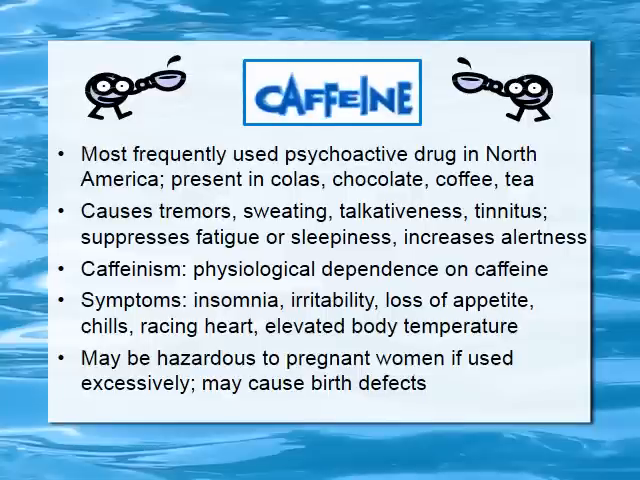 CAFFEINE
• Most frequently used psychoactive drug in North
America; present in colas, chocolate, coffee, tea
• Causes tremors, sweating, talkativeness, tinnitus;
suppresses fatigue or sleepiness, increases alertness
• Caffeinism: physiological dependence on caffeine
• Symptoms: insomnia, irritability, loss of appetite,
chills, racing heart, elevated body temperature
• May be hazardous to pregnant women if used
excessively; may cause birth defects